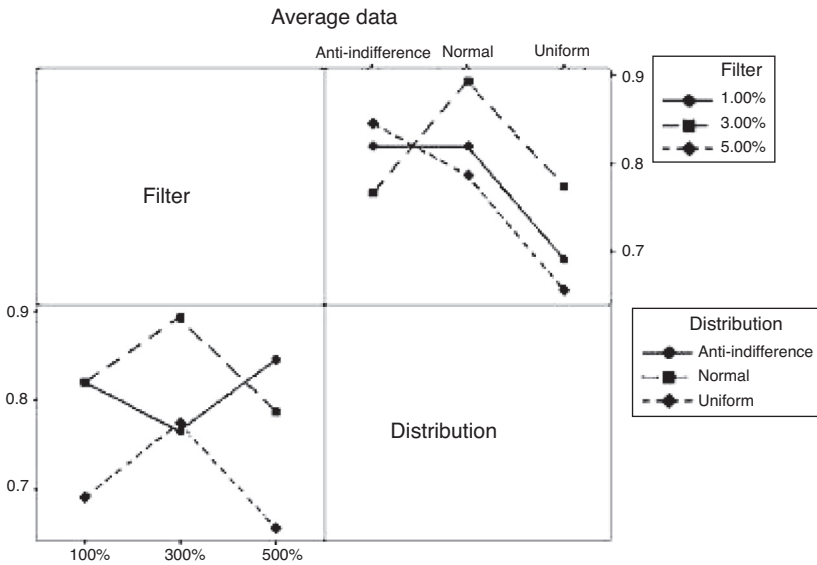 Average data
Anti-indifference Normal Uniform
0.9
0.8
0.7
Filter
1.00%
3.00%
5.00%
Filter
0.9
0.8
0.7
100% 300% 500%
Distribution
Distribution
Anti-indifference
Normal
Uniform